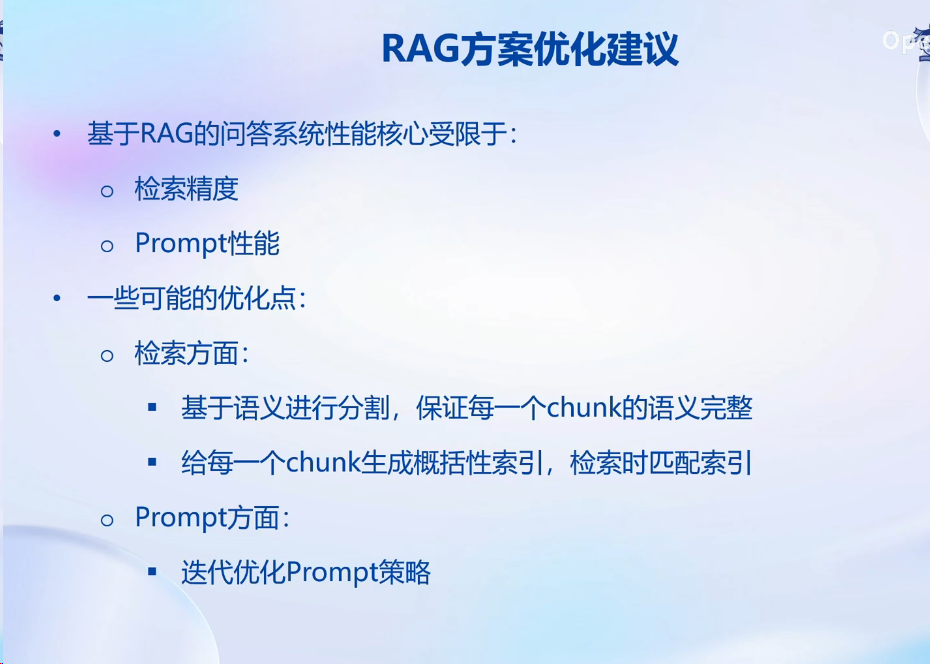 RAG方案优化建议
• 基于RAG的问答系统性能核心受限于：
o 检索精度
o Prompt性能
• 一些可能的优化点：
o 检索方面：
▪ 基于语义进行分割，保证每一个chunk的语义完整
▪ 给每一个chunk生成概括性索引，检索时匹配索引
o Prompt方面：
▪ 迭代优化Prompt策略